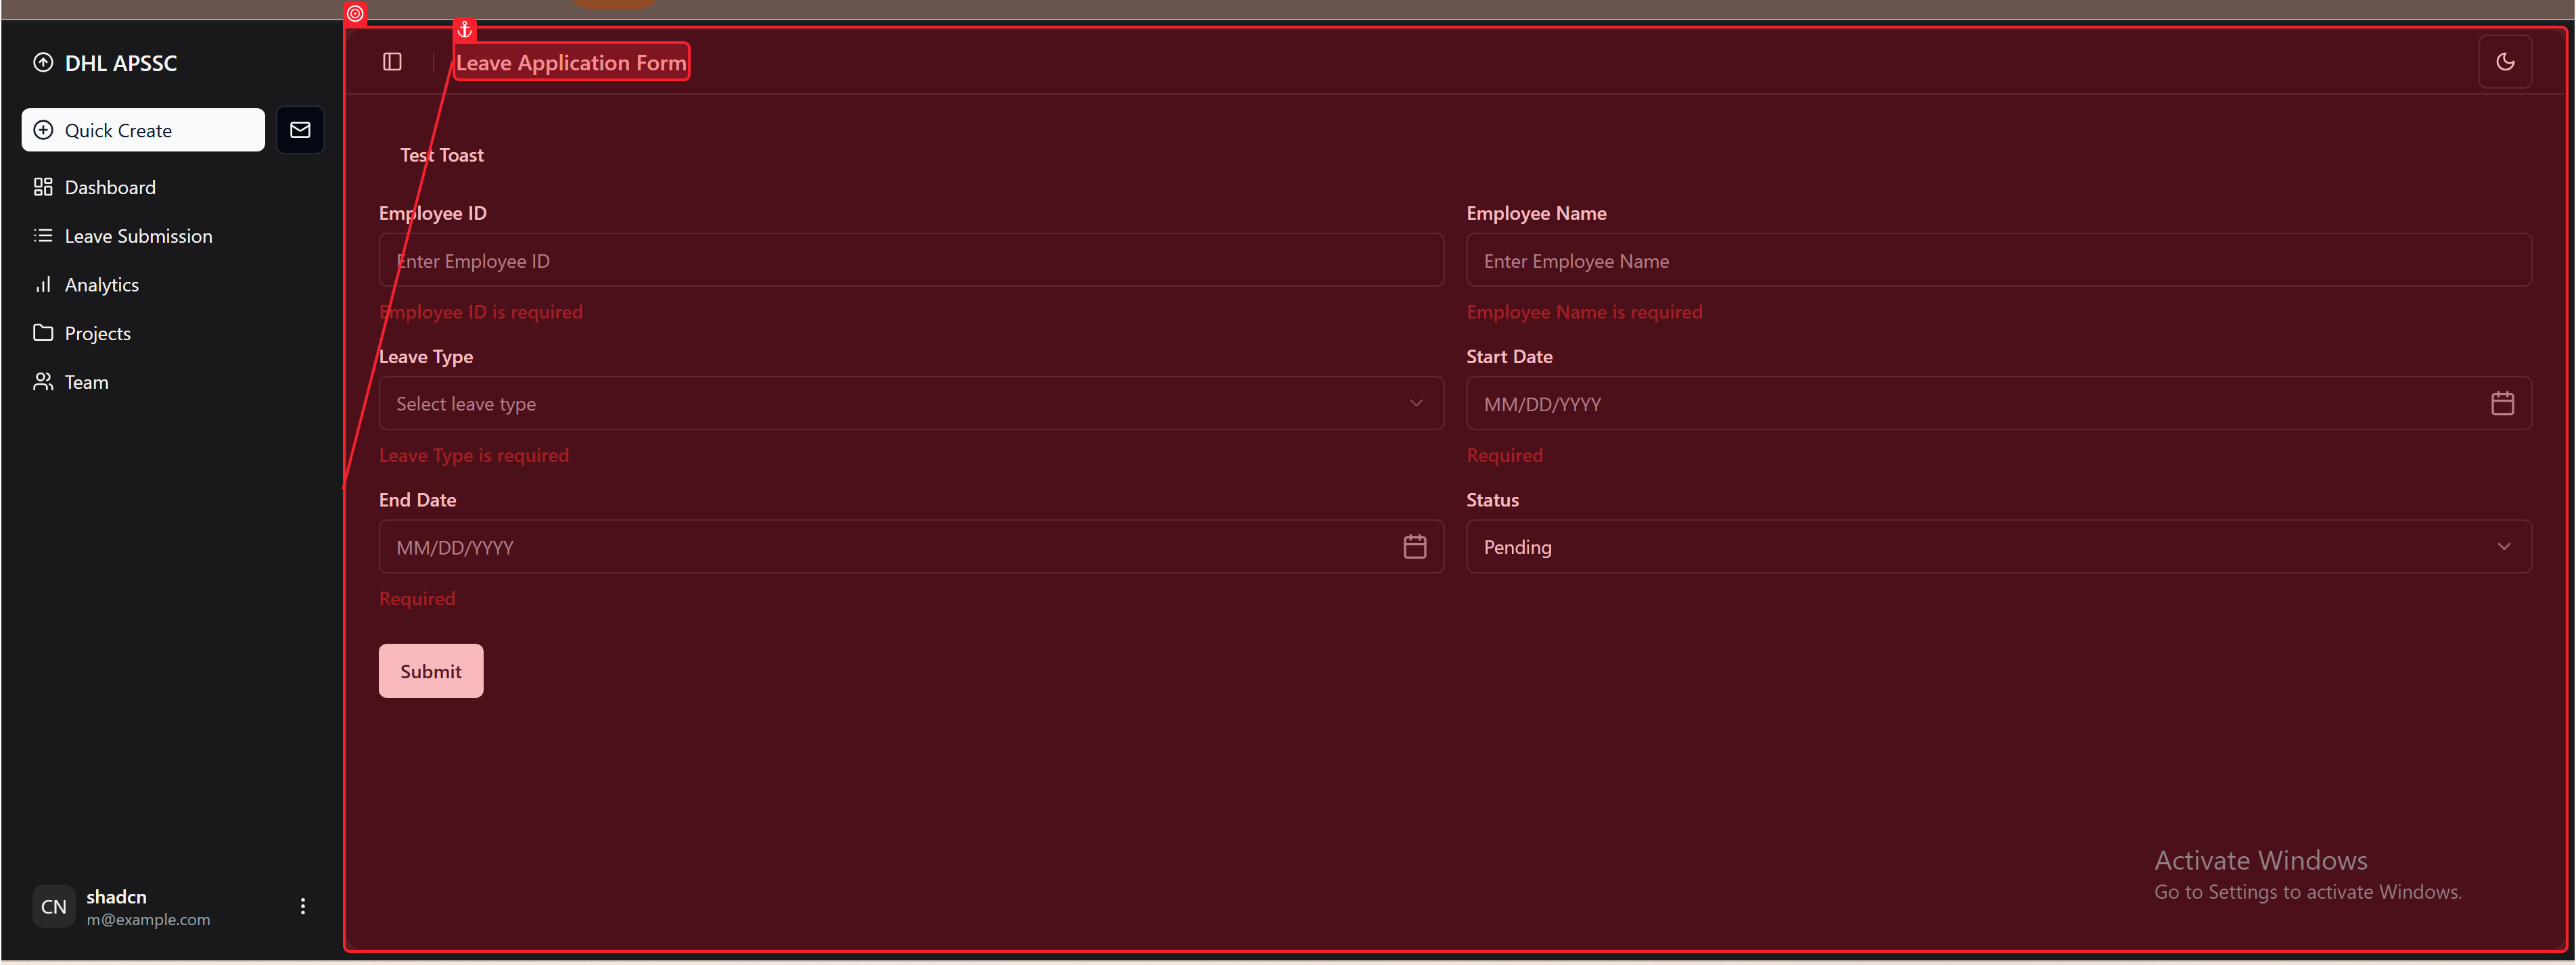 DHL APSSC
Quick Create
Dashboard
Leave Submission
Analytics
Projects
Team
CN
shadcn
m@example.com
Leave Application Form
Test Toast
Employee ID
Enter Employee ID
Employee ID is required
Employee Name
Enter Employee Name
Employee Name is required
Leave Type
Select leave type
Leave Type is required
Start Date
MM/DD/YYYY
Required
End Date
MM/DD/YYYY
Required
Status
Pending
Submit
Activate Windows
Go to Settings to activate Windows.